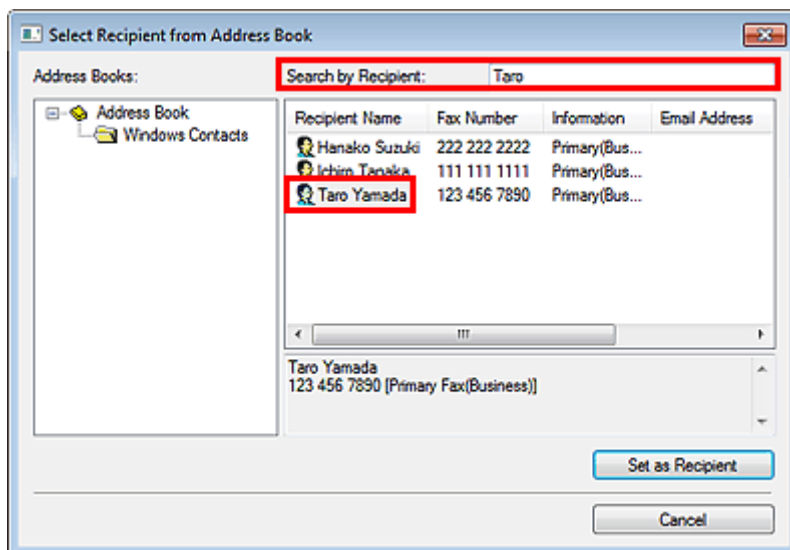 Select Recipient from Address Book
Address Books:
Search by Recipient: Taro
Address Book
Windows Contacts
Recipient Name Fax Number Information Email Address
Hanako Suzuki 222 222 2222 Primary(Bus...
Ichiro Tanaka 111 111 1111 Primary(Bus...
Taro Yamada 123 456 7890 Primary(Bus...
Taro Yamada
123 456 7890 [Primary Fax(Business)]
Set as Recipient
Cancel